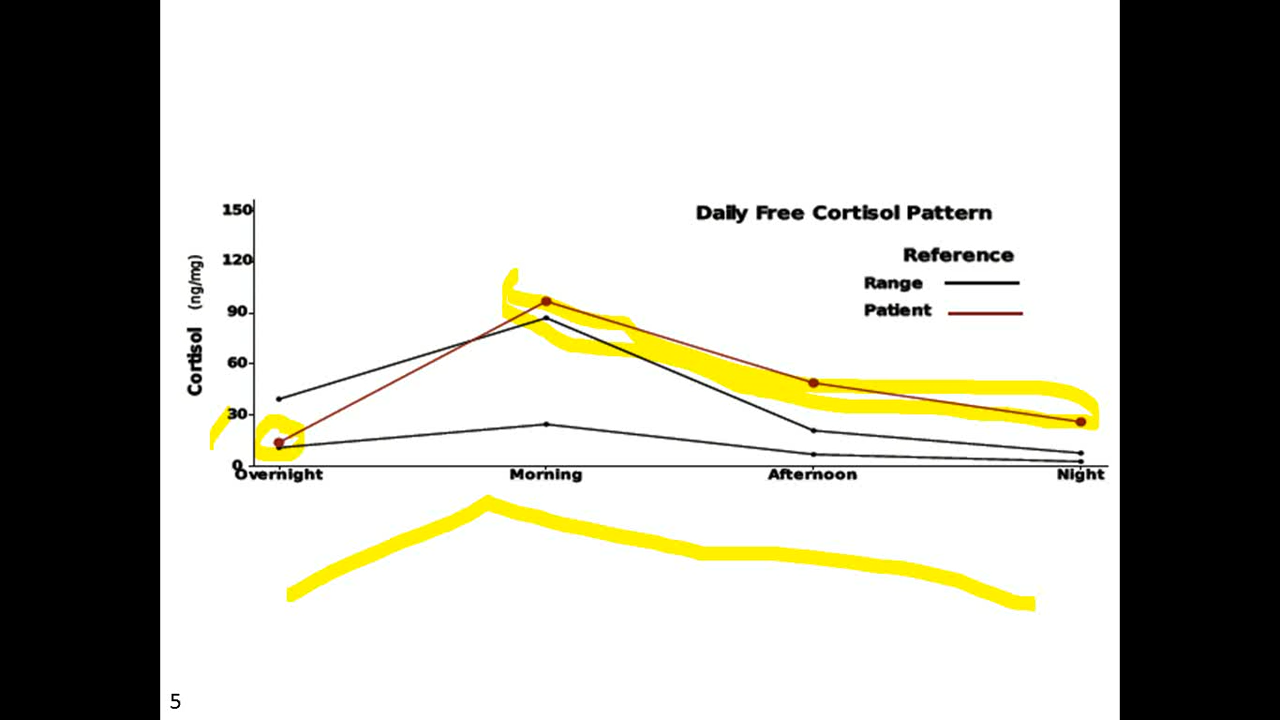 150
Daily Free Cortisol Pattern
120
Reference
Range
90
Patient
Cortisol (ng/mg)
60
30
0
Overnight Morning Afternoon Night
5